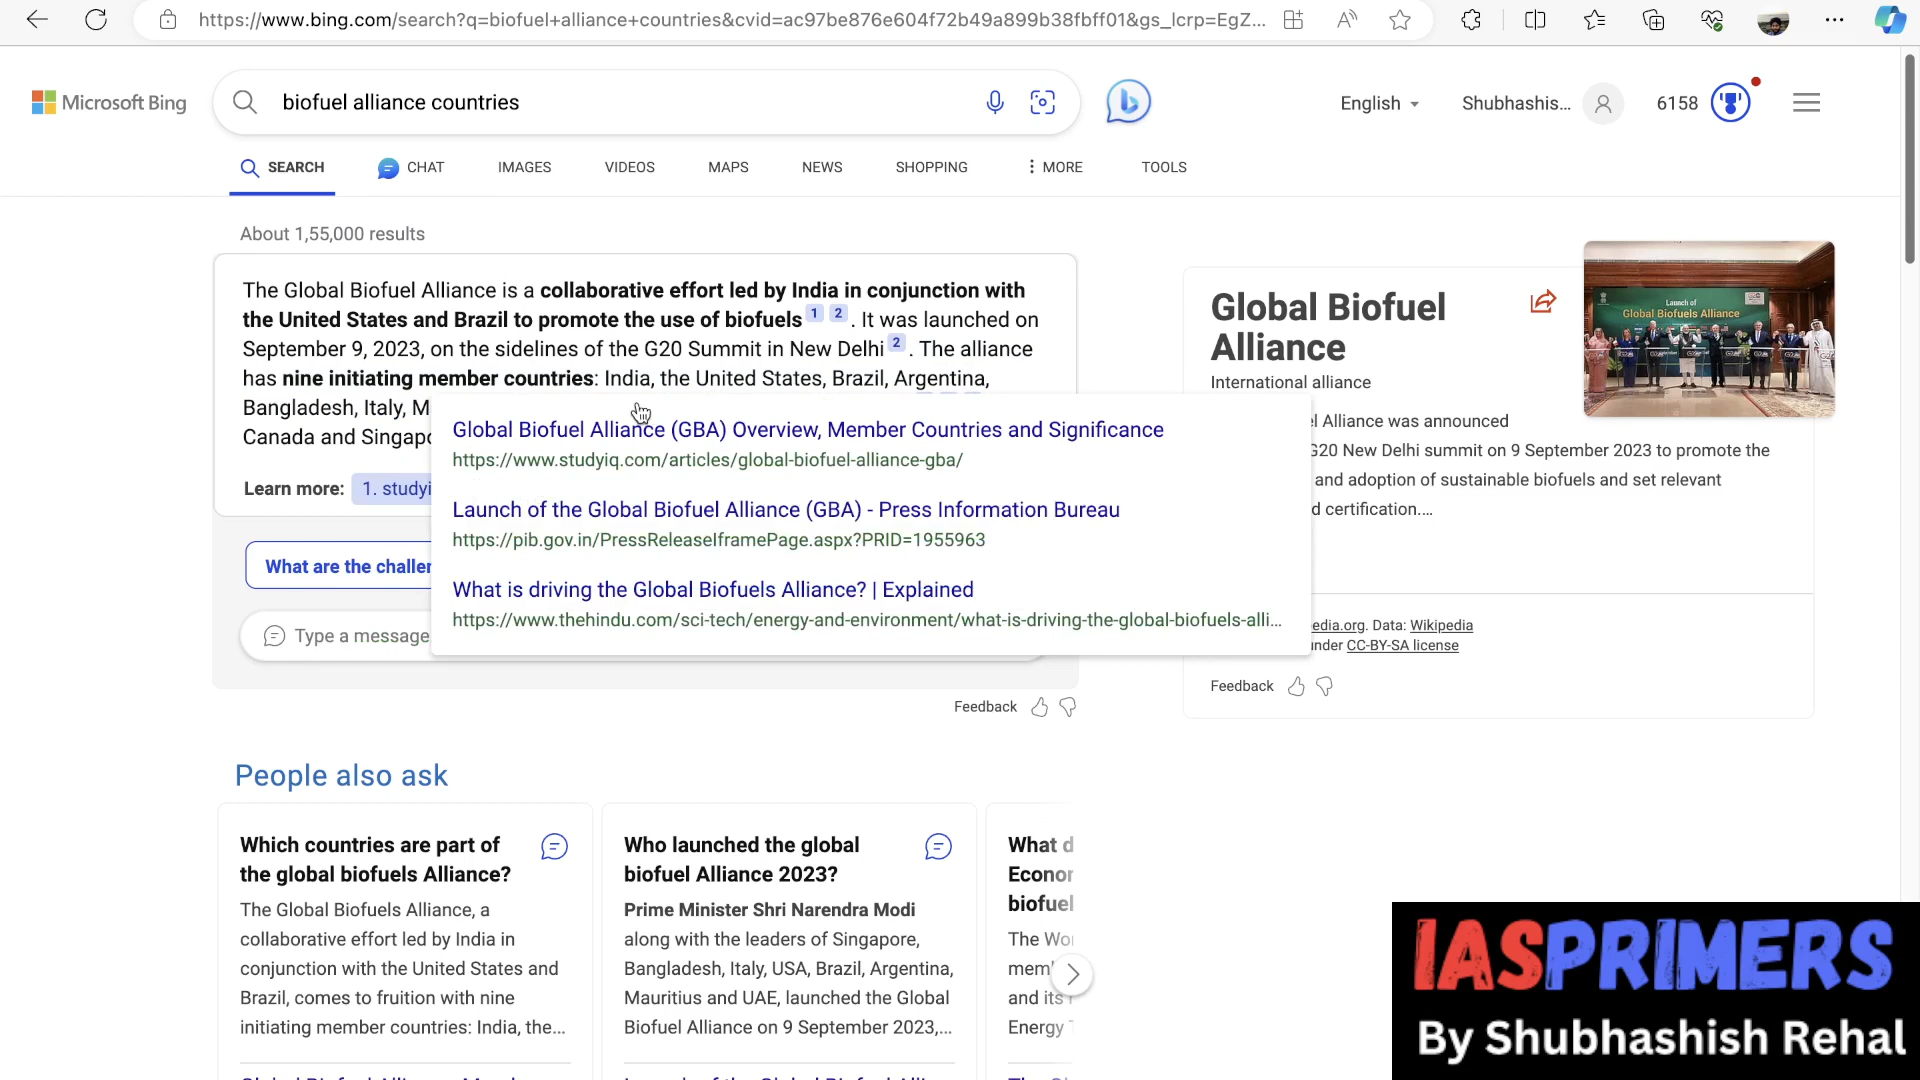 https://www.bing.com/search?q=biofuel+alliance+countries&cvid=ac97be876e604f72b49a899b38fbff01&gs_lcrp=EgZ...
Microsoft Bing
biofuel alliance countries
English
Shubhashis...
6158
SEARCH
CHAT
IMAGES
VIDEOS
MAPS
NEWS
SHOPPING
MORE
TOOLS
About 1,55,000 results
The Global Biofuel Alliance is a collaborative effort led by India in conjunction with
the United States and Brazil to promote the use of biofuels 1 2 . It was launched on
September 9, 2023, on the sidelines of the G20 Summit in New Delhi 2 . The alliance
has nine initiating member countries: India, the United States, Brazil, Argentina,
Bangladesh, Italy, M
Canada and Singapo
Learn more: 1. studyi
Global Biofuel Alliance (GBA) Overview, Member Countries and Significance
https://www.studyiq.com/articles/global-biofuel-alliance-gba/
Launch of the Global Biofuel Alliance (GBA) - Press Information Bureau
https://pib.gov.in/PressReleaseIframePage.aspx?PRID=1955963
What is driving the Global Biofuels Alliance? | Explained
https://www.thehindu.com/sci-tech/energy-and-environment/what-is-driving-the-global-biofuels-alli...
What are the challen
Type a message
Feedback
Global Biofuel
Alliance
International alliance
Launch of
Global Biofuels Alliance
l Alliance was announced
G20 New Delhi summit on 9 September 2023 to promote the
and adoption of sustainable biofuels and set relevant
d certification....
edia.org. Data: Wikipedia
under CC-BY-SA license
Feedback
People also ask
Which countries are part of
the global biofuels Alliance?
The Global Biofuels Alliance, a
collaborative effort led by India in
conjunction with the United States and
Brazil, comes to fruition with nine
initiating member countries: India, the...
Who launched the global
biofuel Alliance 2023?
Prime Minister Shri Narendra Modi
along with the leaders of Singapore,
Bangladesh, Italy, USA, Brazil, Argentina,
Mauritius and UAE, launched the Global
Biofuel Alliance on 9 September 2023,...
What d
Econor
biofuel
The Wor
mem
and its
Energy
IASPRIMERS
By Shubhashish Rehal